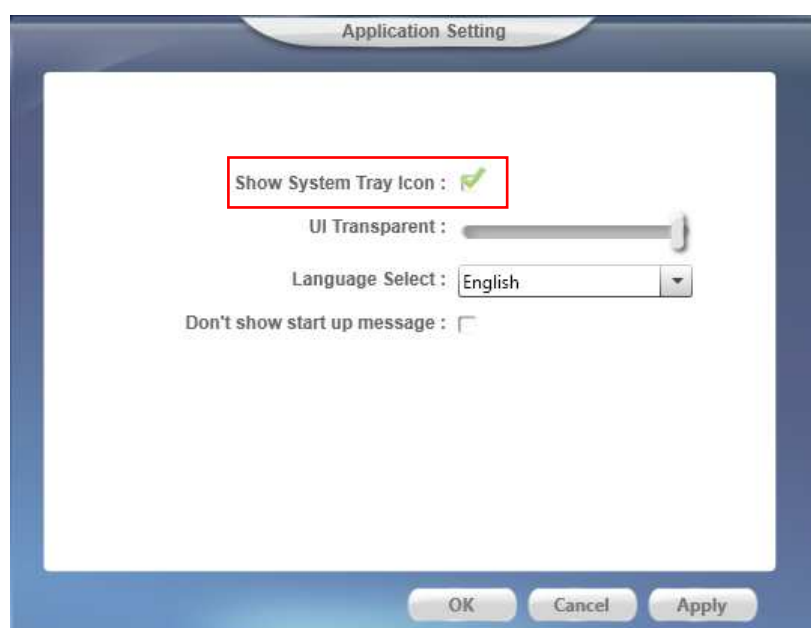 Application Setting
Show System Tray Icon :
UI Transparent :
Language Select : English
Don't show start up message :
OK Cancel Apply